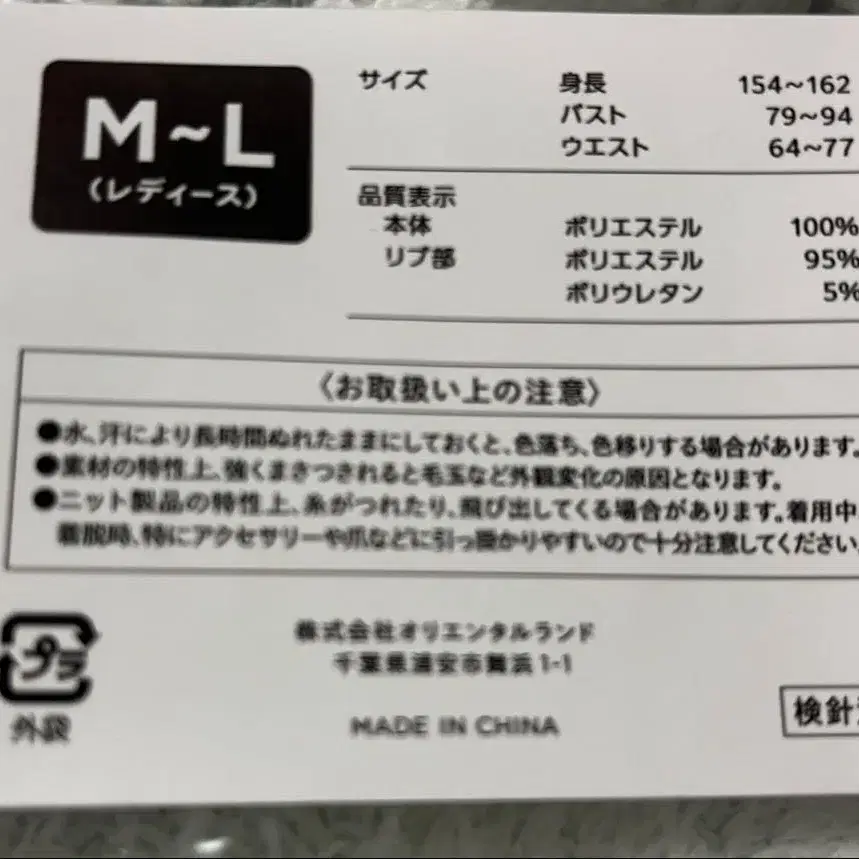 M~L
（レディース）
サイズ 身長 154~162
バスト 79~94
ウエスト 64~77
品質表示
本体 ポリエステル 100%
リブ部 ポリエステル 95%
ポリウレタン 5%
〈お取扱い上の注意〉
●水、汗により長時間ぬれたままにしておくと、色落ち、色移りする場合があります。
●素材の特性上、強くまさつされると毛玉など外観変化の原因となります。
●ニット製品の特性上、糸がつれたり、飛び出してくる場合があります。着用中
着脱時、特にアクセサリーや爪などに引っ掛かりやすいので十分注意してください。
プラ
外袋
株式会社オリエンタルランド
千葉県浦安市舞浜1-1
MADE IN CHINA
検針